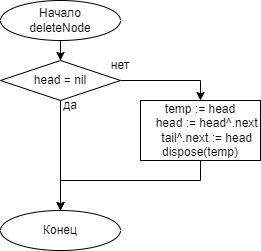 Начало
deleteNode
head = nil
нет
да
temp := head
head := head^.next
tail^.next := head
dispose(temp)
Конец